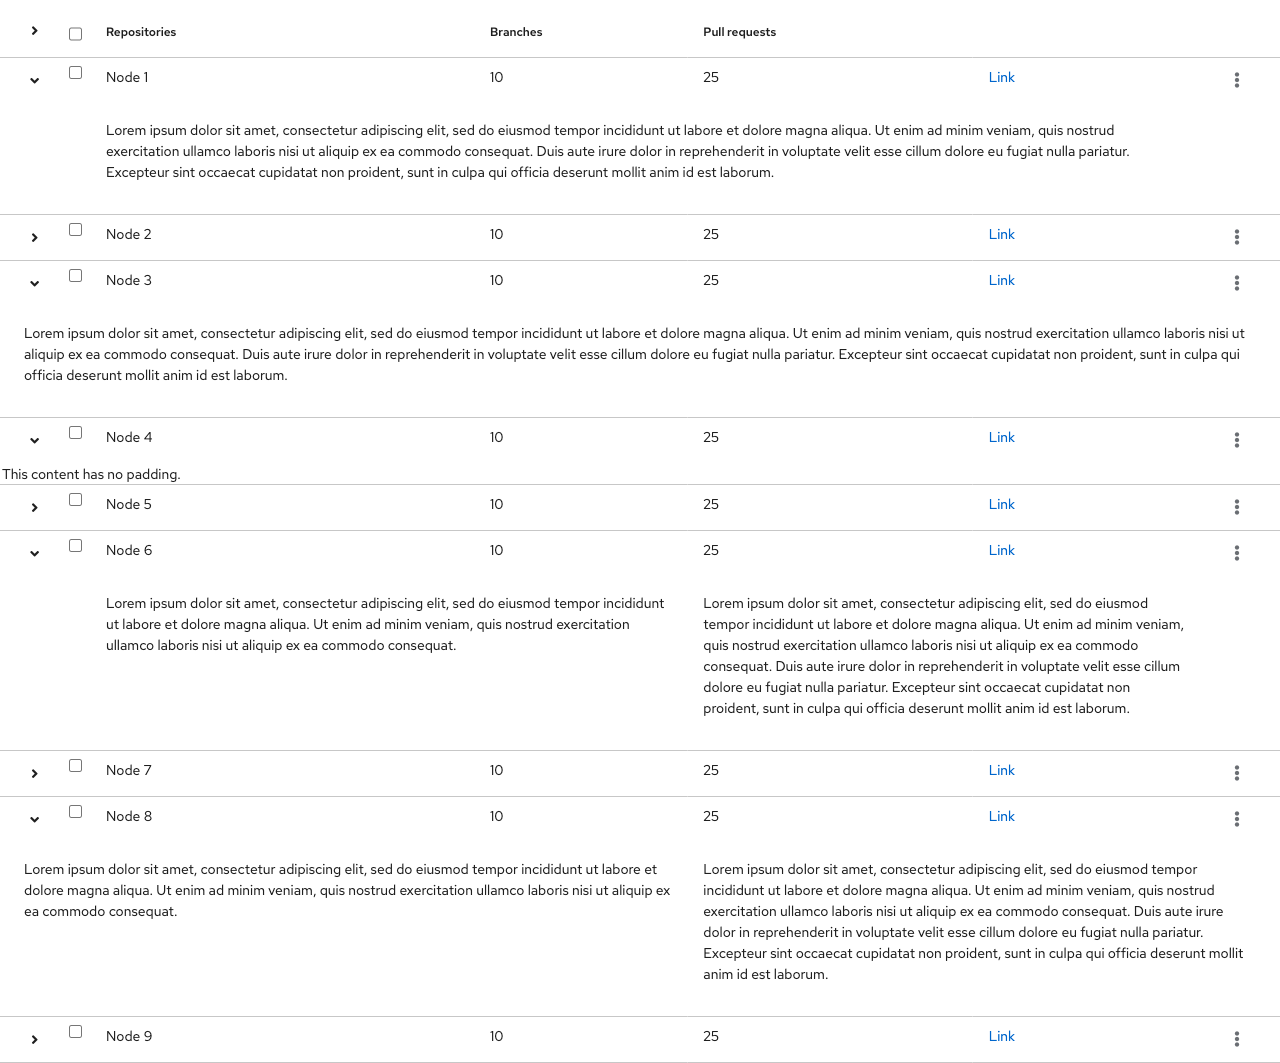 Repositories Branches Pull requests
Node 1 10 25 Link
Lorem ipsum dolor sit amet, consectetur adipiscing elit, sed do eiusmod tempor incididunt ut labore et dolore magna aliqua. Ut enim ad minim veniam, quis nostrud
exercitation ullamco laboris nisi ut aliquip ex ea commodo consequat. Duis aute irure dolor in reprehenderit in voluptate velit esse cillum dolore eu fugiat nulla pariatur.
Excepteur sint occaecat cupidatat non proident, sunt in culpa qui officia deserunt mollit anim id est laborum.
Node 2 10 25 Link
Node 3 10 25 Link
Lorem ipsum dolor sit amet, consectetur adipiscing elit, sed do eiusmod tempor incididunt ut labore et dolore magna aliqua. Ut enim ad minim veniam, quis nostrud exercitation ullamco laboris nisi ut
aliquip ex ea commodo consequat. Duis aute irure dolor in reprehenderit in voluptate velit esse cillum dolore eu fugiat nulla pariatur. Excepteur sint occaecat cupidatat non proident, sunt in culpa qui
officia deserunt mollit anim id est laborum.
Node 4 10 25 Link
This content has no padding.
Node 5 10 25 Link
Node 6 10 25 Link
Lorem ipsum dolor sit amet, consectetur adipiscing elit, sed do eiusmod tempor incididunt
ut labore et dolore magna aliqua. Ut enim ad minim veniam, quis nostrud exercitation
ullamco laboris nisi ut aliquip ex ea commodo consequat.
Lorem ipsum dolor sit amet, consectetur adipiscing elit, sed do eiusmod
tempor incididunt ut labore et dolore magna aliqua. Ut enim ad minim veniam,
quis nostrud exercitation ullamco laboris nisi ut aliquip ex ea commodo
consequat. Duis aute irure dolor in reprehenderit in voluptate velit esse cillum
dolore eu fugiat nulla pariatur. Excepteur sint occaecat cupidatat non
proident, sunt in culpa qui officia deserunt mollit anim id est laborum.
Node 7 10 25 Link
Node 8 10 25 Link
Lorem ipsum dolor sit amet, consectetur adipiscing elit, sed do eiusmod tempor incididunt ut labore et
dolore magna aliqua. Ut enim ad minim veniam, quis nostrud exercitation ullamco laboris nisi ut aliquip ex
ea commodo consequat.
Lorem ipsum dolor sit amet, consectetur adipiscing elit, sed do eiusmod tempor
incididunt ut labore et dolore magna aliqua. Ut enim ad minim veniam, quis nostrud
exercitation ullamco laboris nisi ut aliquip ex ea commodo consequat. Duis aute irure
dolor in reprehenderit in voluptate velit esse cillum dolore eu fugiat nulla pariatur.
Excepteur sint occaecat cupidatat non proident, sunt in culpa qui officia deserunt mollit
anim id est laborum.
Node 9 10 25 Link